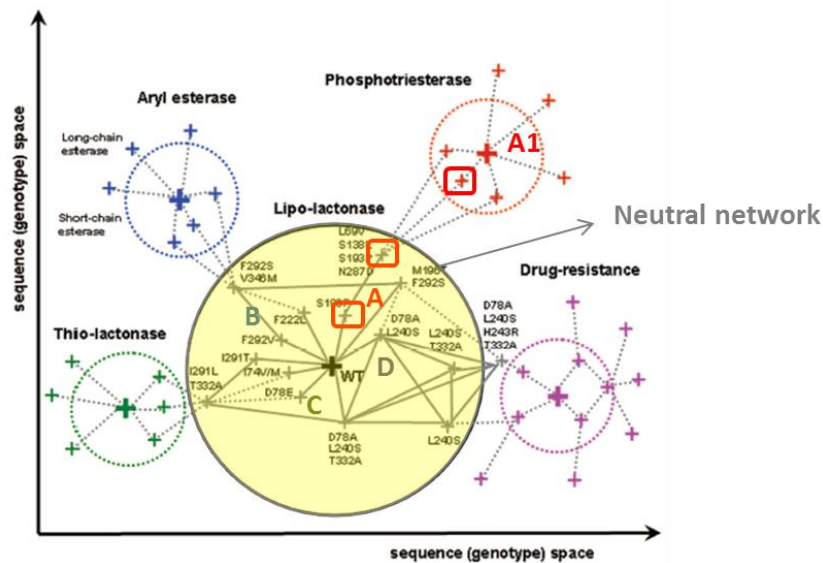 Phosphotriesterase
Aryl esterase
Long-chain
esterase
A1
Short-chain
esterase
Lipo-lactonase
Neutral network
L69V
S138
S193
N287D
F292S
V346M
M196
F292S
Drug-resistance
A
B
F222L
D78A
L240S
L240S
T332A
D78A
L240S
H243R
T332A
Thio-lactonase
F292V
I291L
T332A
I291T
I74V/M
WT
D
D78E
C
D78A
L240S
T332A
L240S
sequence (genotype) space
sequence (genotype) space